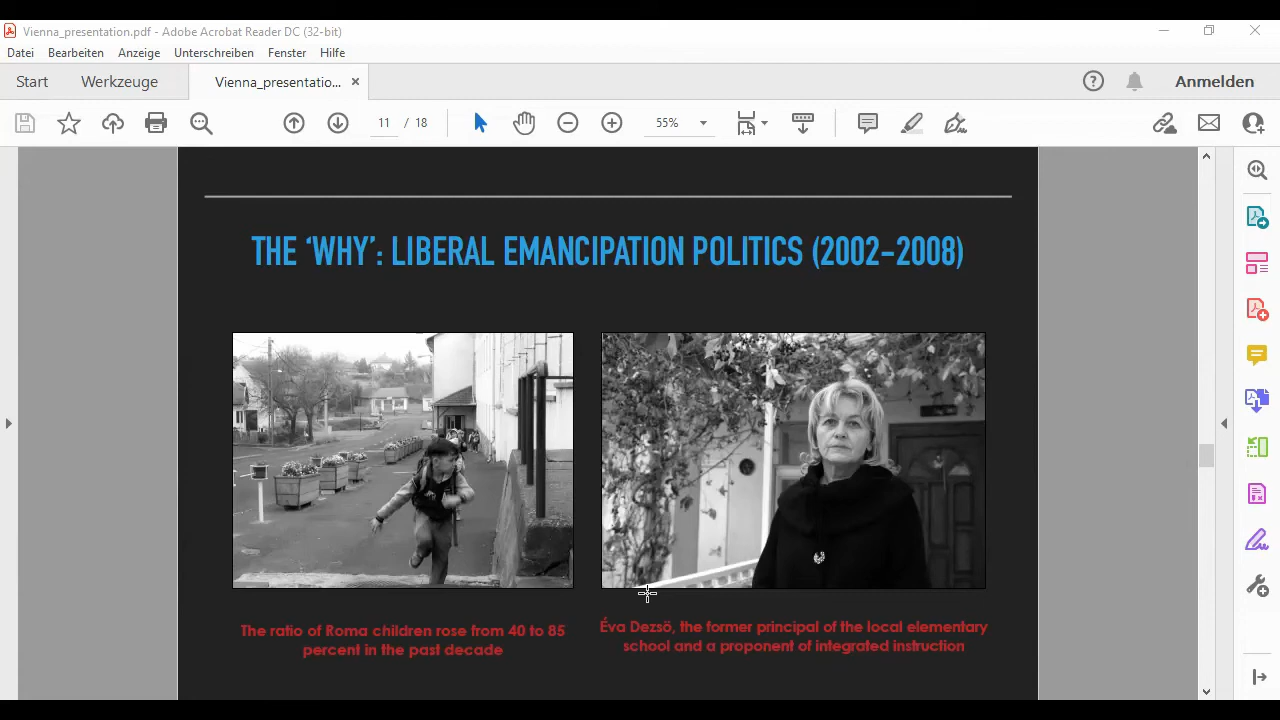 Vienna_presentation.pdf - Adobe Acrobat Reader DC (32-bit)
Datei Bearbeiten Anzeige Unterschreiben Fenster Hilfe
Start Werkzeuge Vienna_presentatio... × Anmelden
11 / 18 55%
THE ‘WHY’: LIBERAL EMANCIPATION POLITICS (2002–2008)
The ratio of Roma children rose from 40 to 85
percent in the past decade
Éva Dezső, the former principal of the local elementary
school and a proponent of integrated instruction